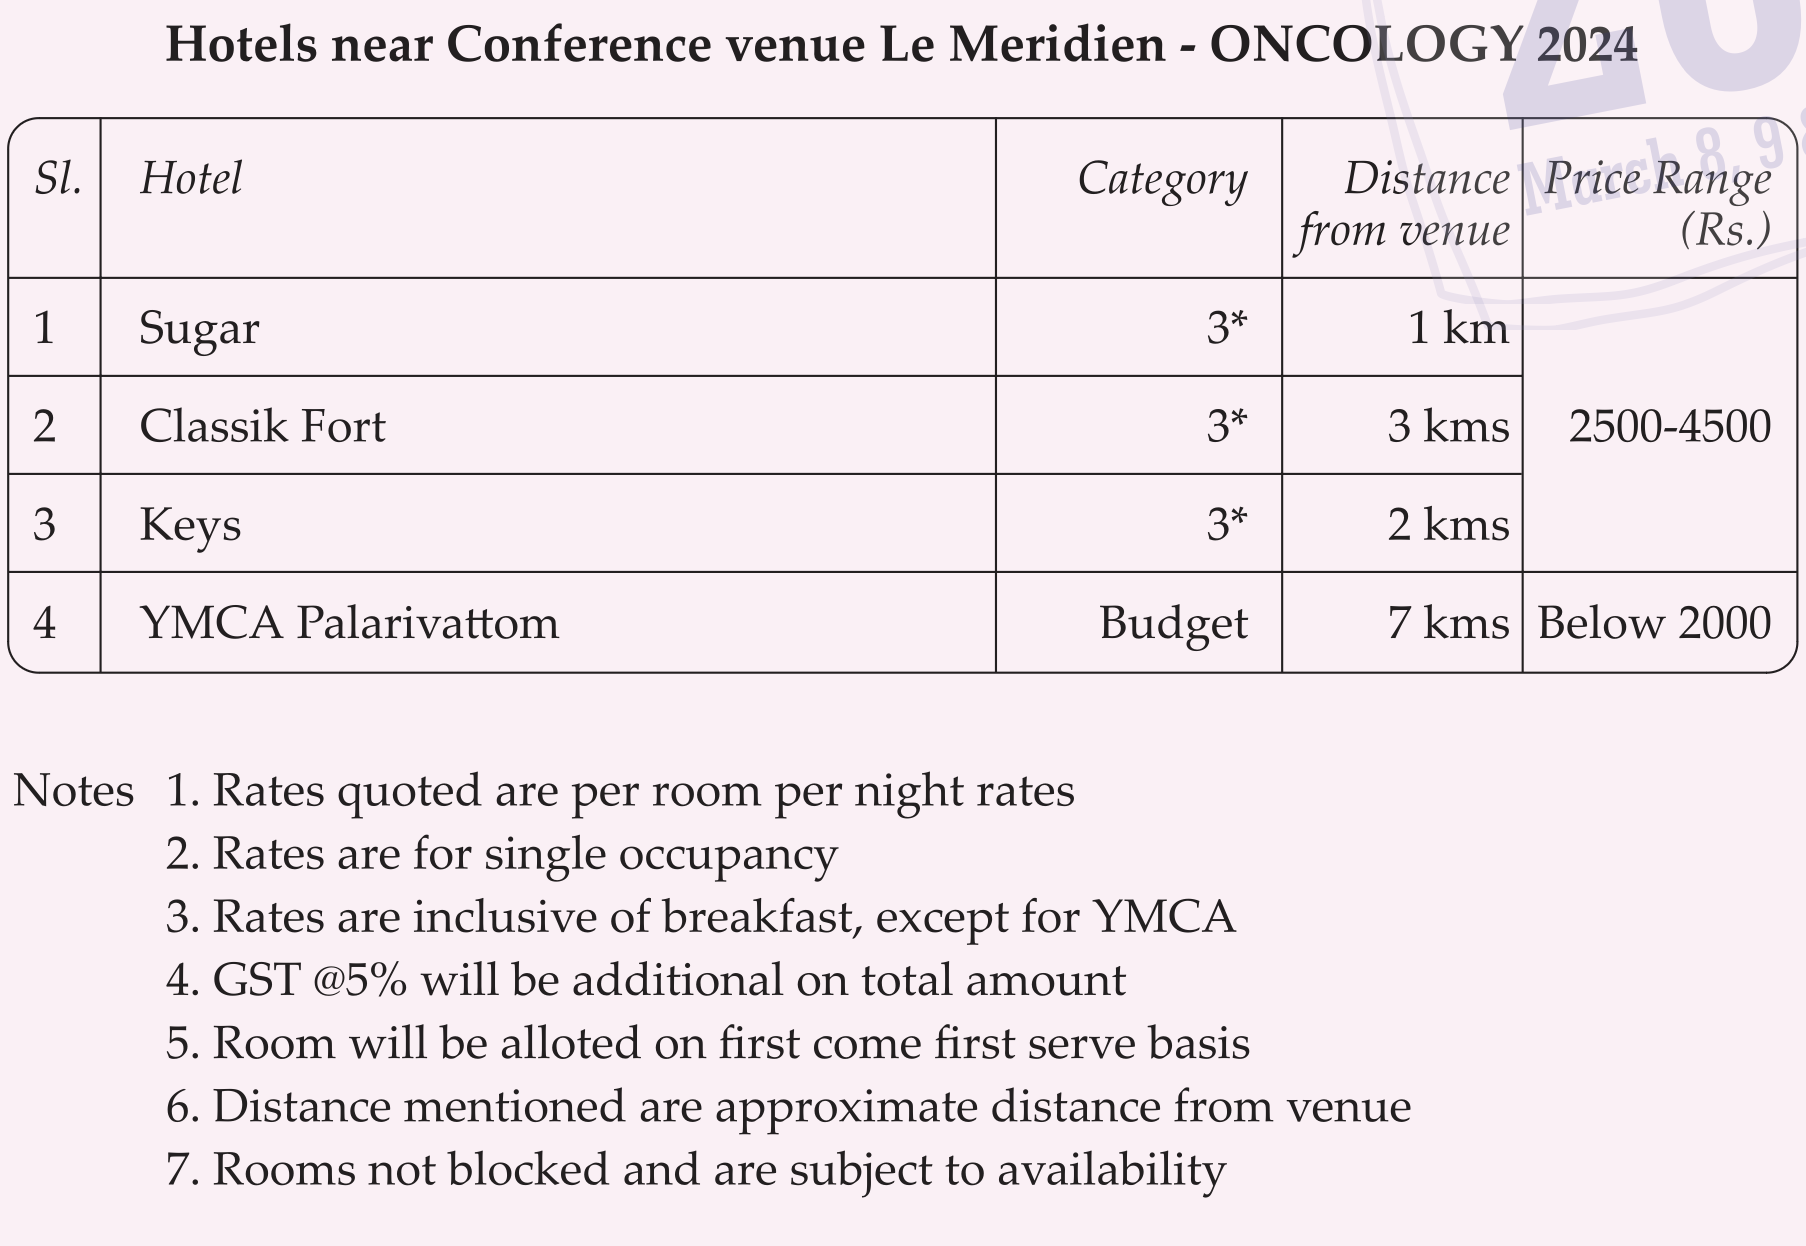 Hotels near Conference venue Le Meridien - ONCOLOGY 2024
Sl. Hotel Category Distance from venue Price Range (Rs.)
1 Sugar 3* 1 km
2 Classik Fort 3* 3 kms 2500-4500
3 Keys 3* 2 kms
4 YMCA Palarivattom Budget 7 kms Below 2000
Notes 1. Rates quoted are per room per night rates
2. Rates are for single occupancy
3. Rates are inclusive of breakfast, except for YMCA
4. GST @5% will be additional on total amount
5. Room will be alloted on first come first serve basis
6. Distance mentioned are approximate distance from venue
7. Rooms not blocked and are subject to availability
March 8, 9